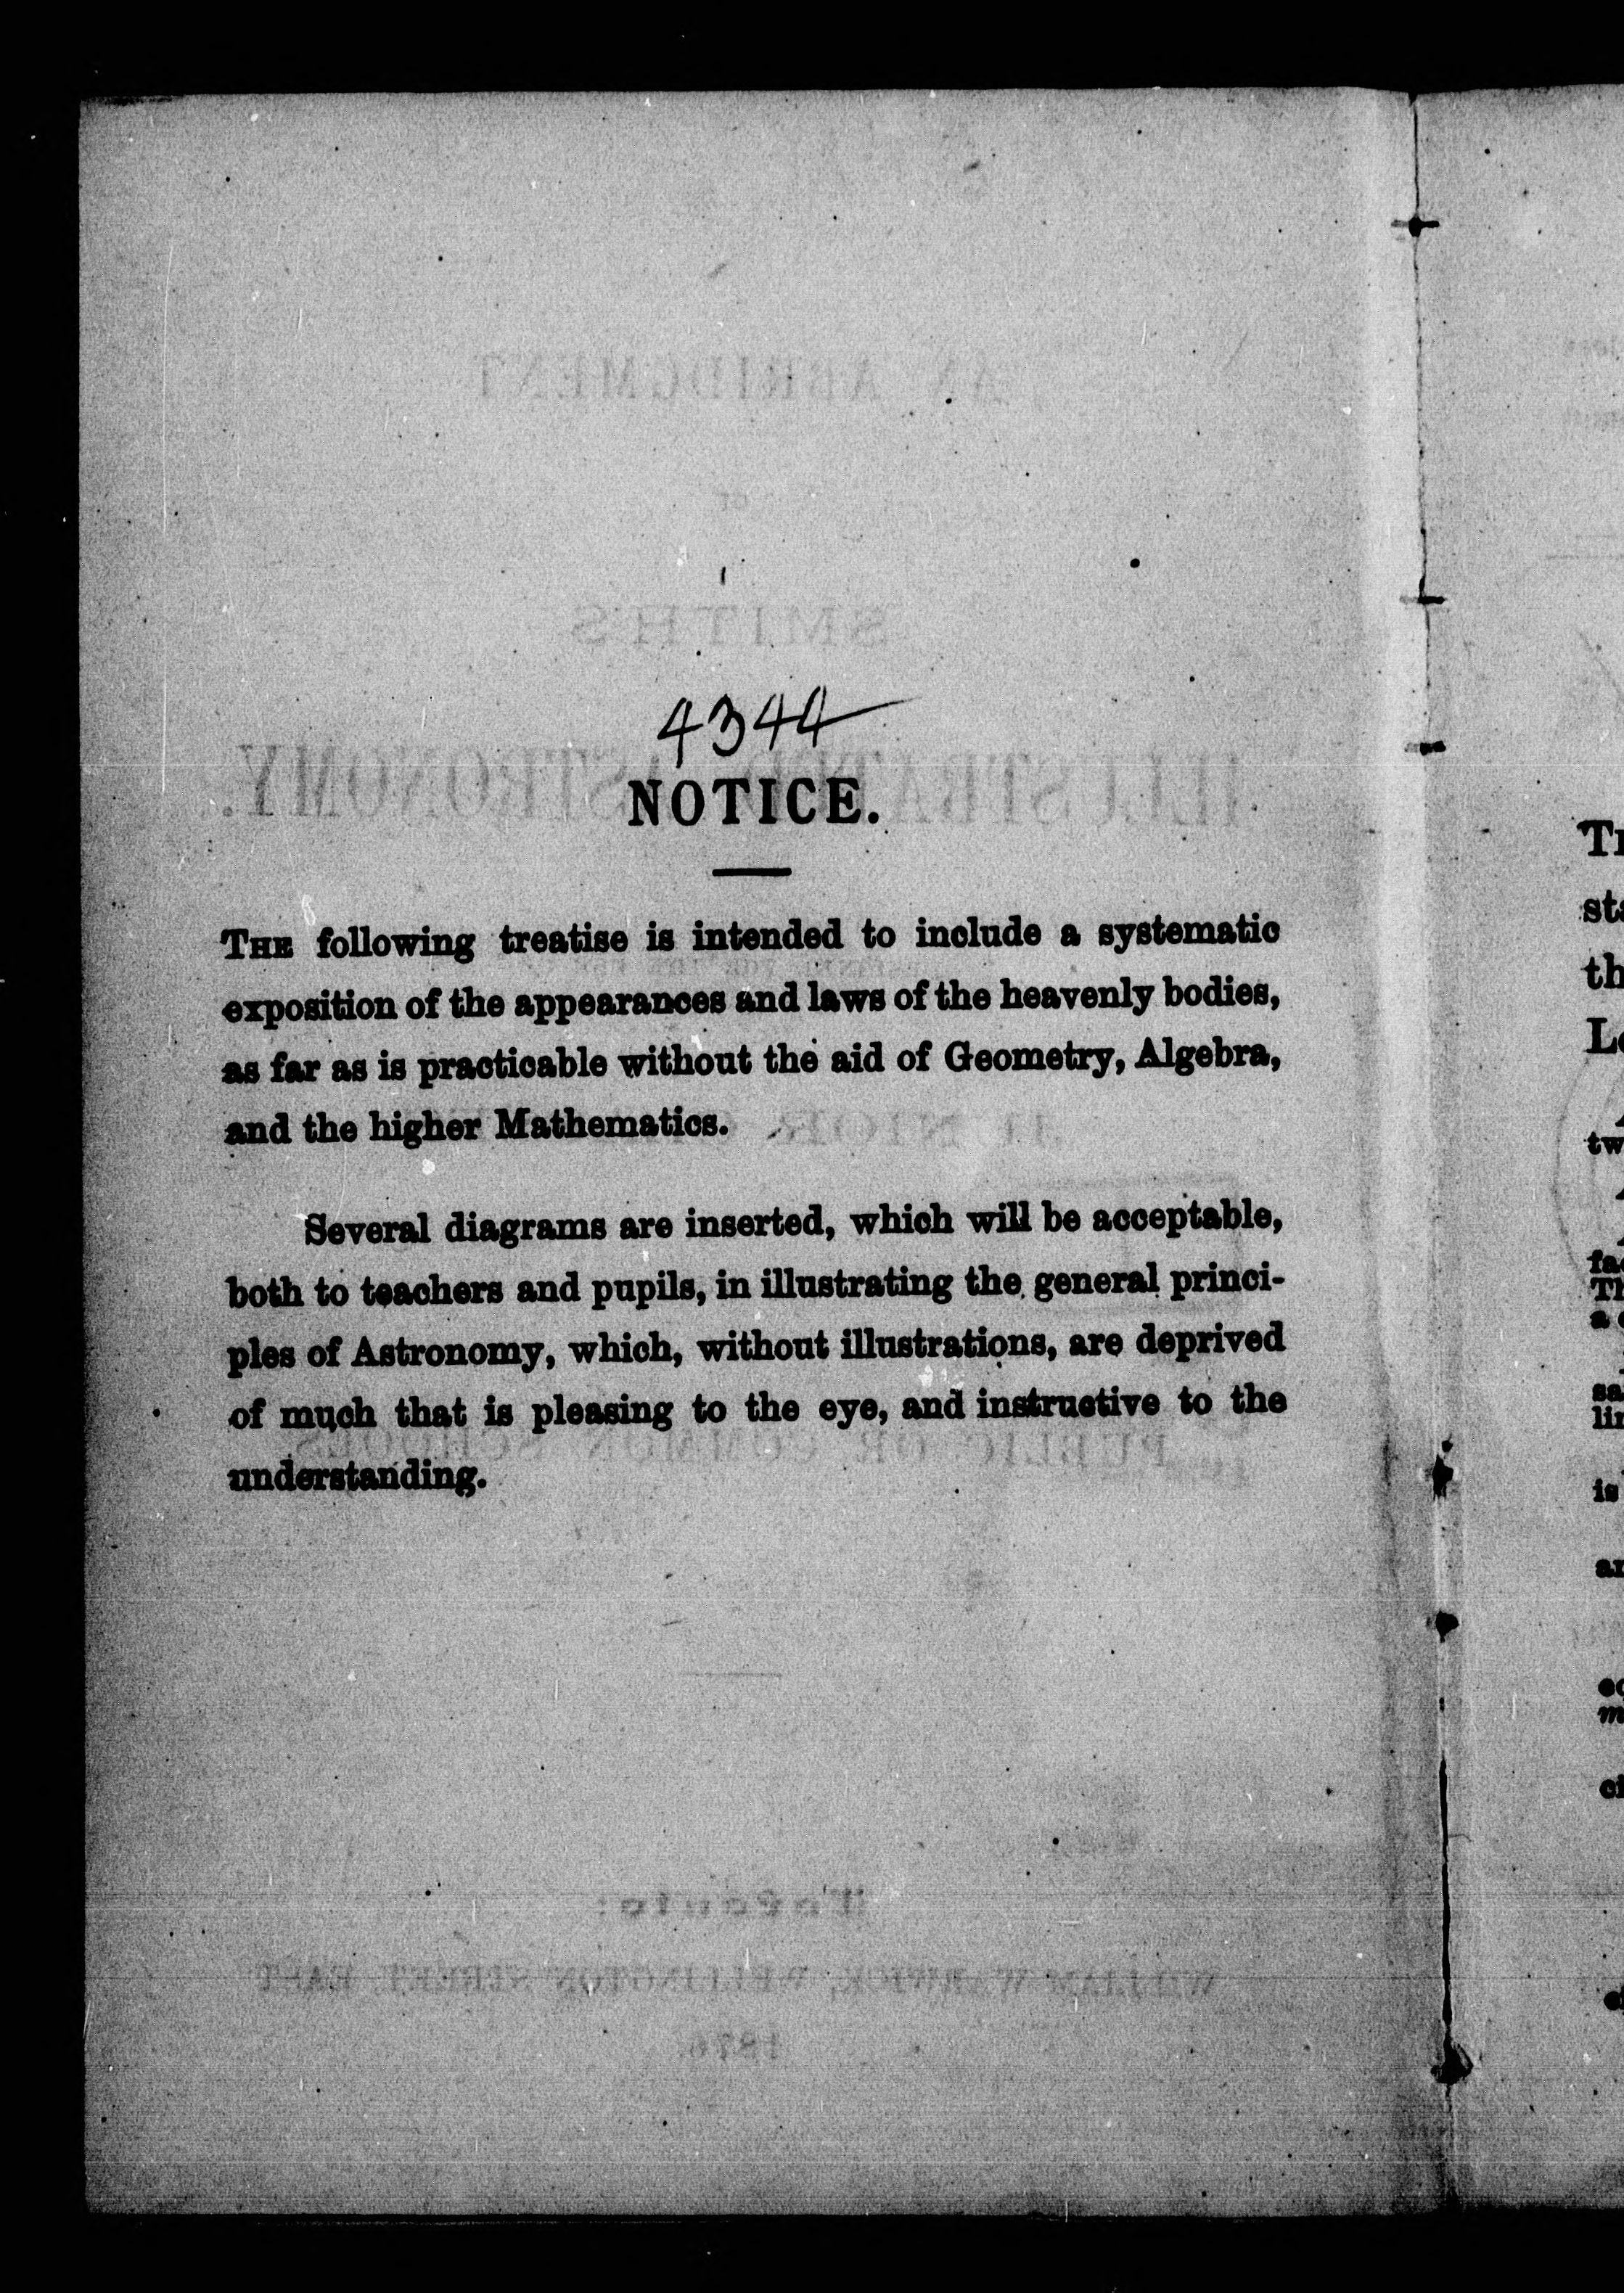 4344
NOTICE.
THE following treatise is intended to include a systematic
exposition of the appearances and laws of the heavenly bodies,
as far as is practicable without the aid of Geometry, Algebra,
and the higher Mathematics.
Several diagrams are inserted, which will be acceptable,
both to teachers and pupils, in illustrating the general princi-
ples of Astronomy, which, without illustrations, are deprived
of much that is pleasing to the eye, and instructive to the
understanding.